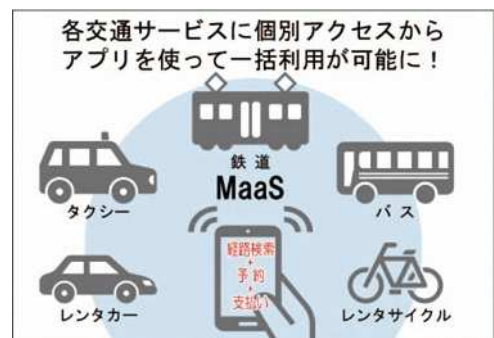 各交通サービスに個別アクセスから
アプリを使って一括利用が可能に！
鉄道
MaaS
タクシー
バス
経路検索
+
予約
+
支払い
レンタカー
レンタサイクル